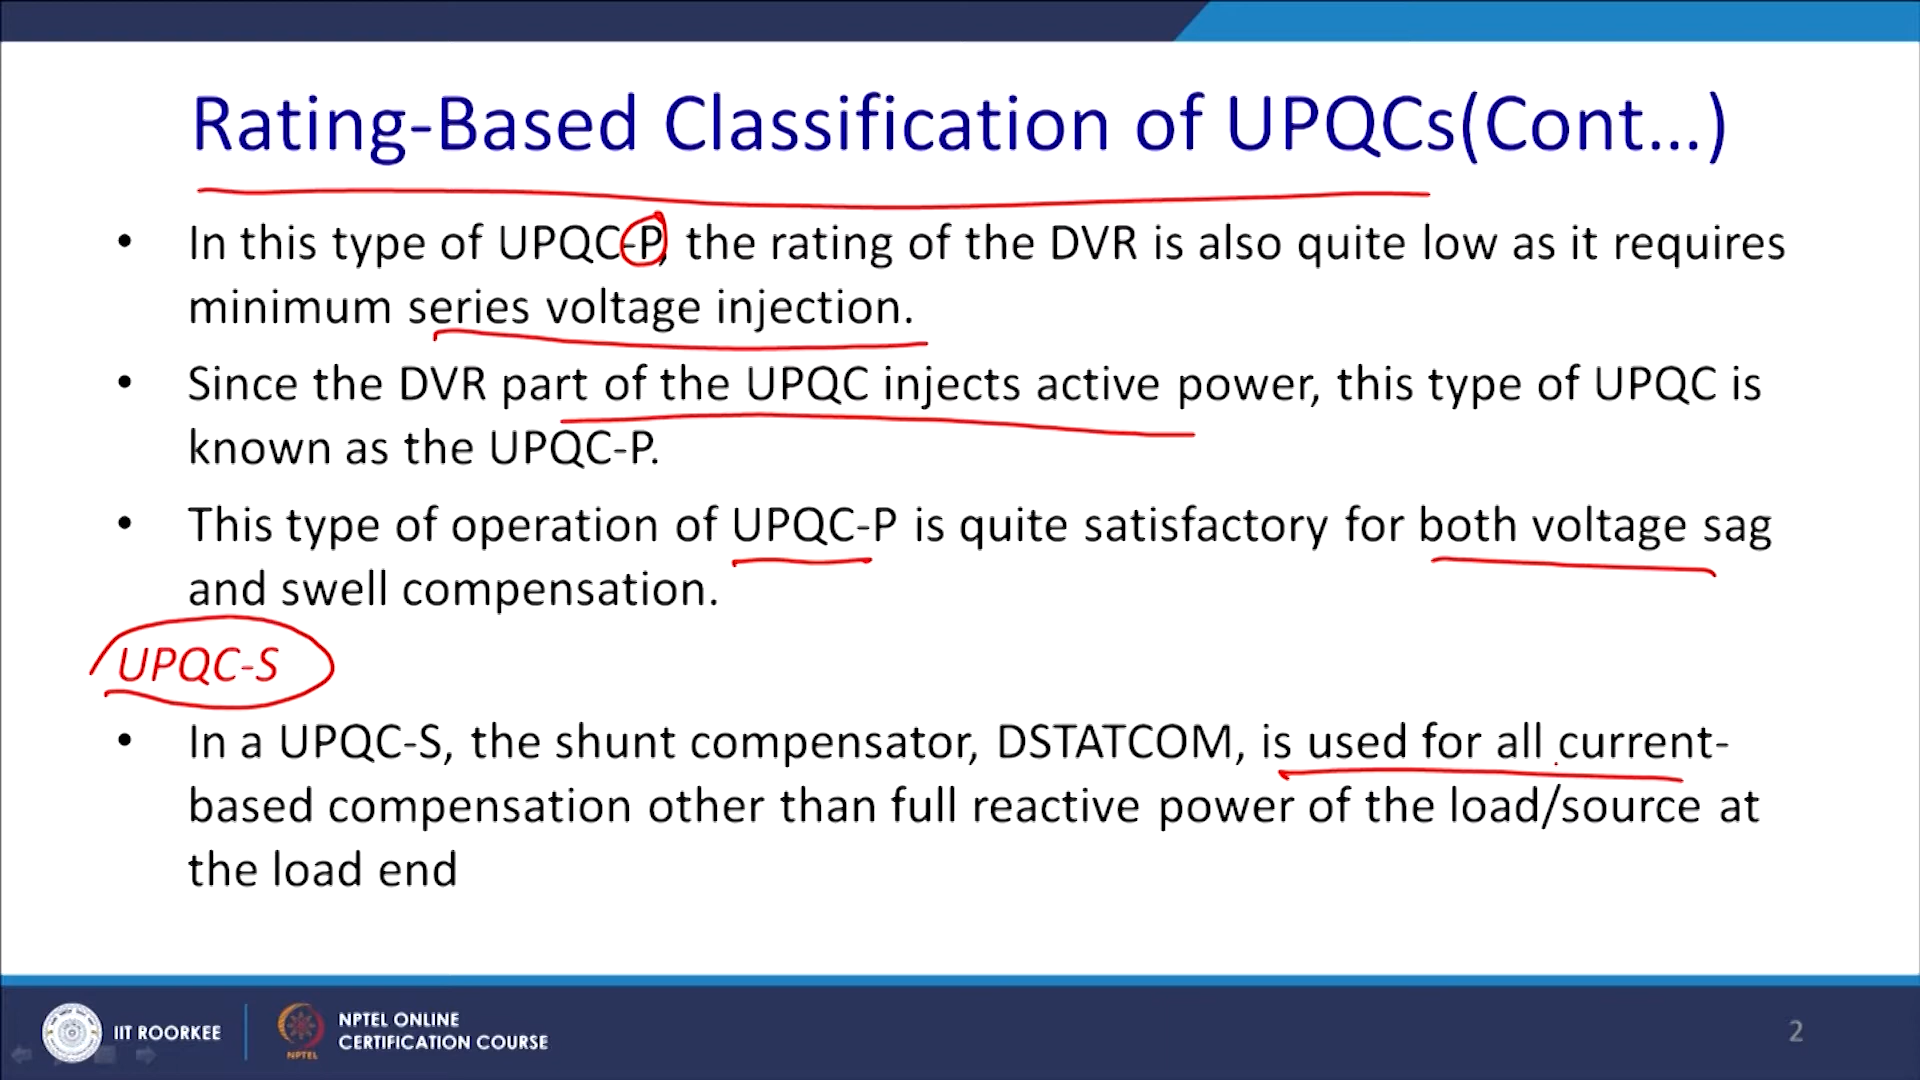 Rating-Based Classification of UPQCs(Cont...)
• In this type of UPQC-P, the rating of the DVR is also quite low as it requires
minimum series voltage injection.
• Since the DVR part of the UPQC injects active power, this type of UPQC is
known as the UPQC-P.
• This type of operation of UPQC-P is quite satisfactory for both voltage sag
and swell compensation.
UPQC-S
• In a UPQC-S, the shunt compensator, DSTATCOM, is used for all current-
based compensation other than full reactive power of the load/source at
the load end
IIT ROORKEE
NPTEL
NPTEL ONLINE
CERTIFICATION COURSE
2